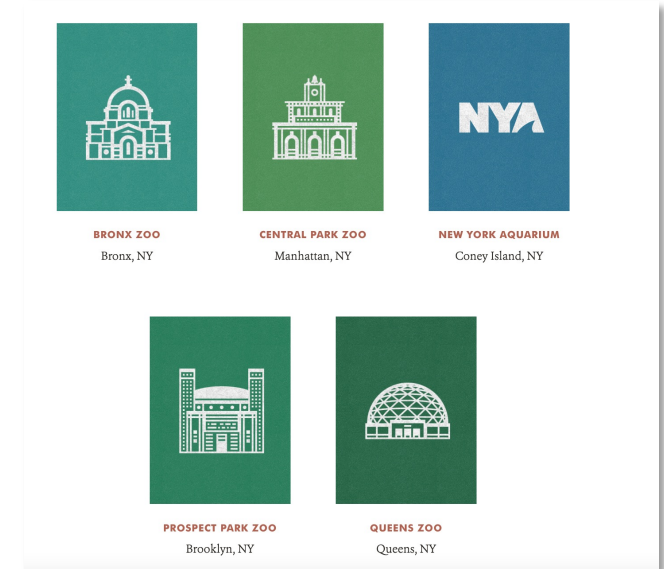 NYA
BRONX ZOO
Bronx, NY
CENTRAL PARK ZOO
Manhattan, NY
NEW YORK AQUARIUM
Coney Island, NY
PROSPECT PARK ZOO
Brooklyn, NY
QUEENS ZOO
Queens, NY